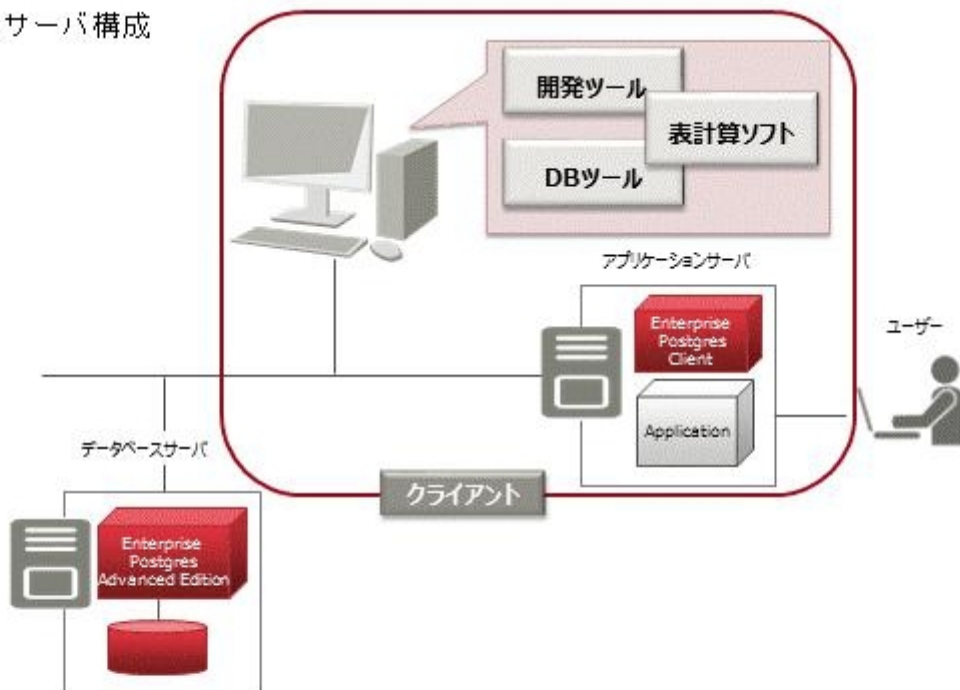 サーバ構成
開発ツール
表計算ソフト
DBツール
アプリケーションサーバ
Enterprise
Postgres
Client
ユーザー
Application
データベースサーバ
クライアント
Enterprise
Postgres
Advanced Edition